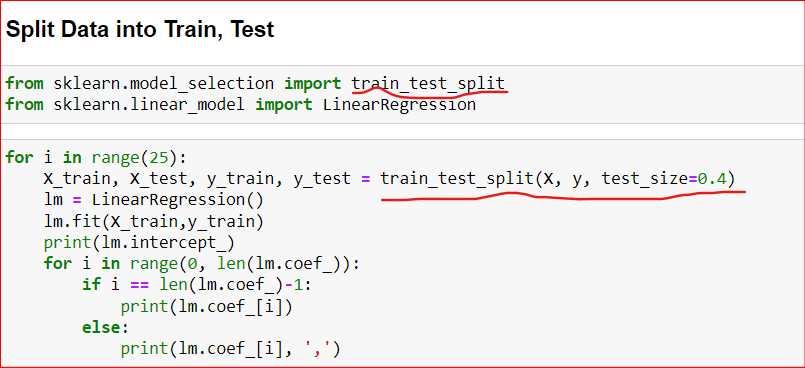 Split Data into Train, Test
from sklearn.model_selection import train_test_split
from sklearn.linear_model import LinearRegression
for i in range(25):
    X_train, X_test, y_train, y_test = train_test_split(X, y, test_size=0.4)
    lm = LinearRegression()
    lm.fit(X_train,y_train)
    print(lm.intercept_)
    for i in range(0, len(lm.coef_)):
        if i == len(lm.coef_)-1:
            print(lm.coef_[i])
        else:
            print(lm.coef_[i], ',')